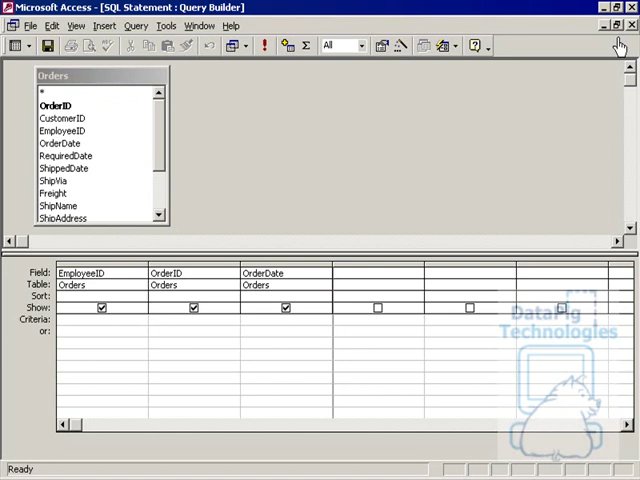 Microsoft Access - [SQL Statement : Query Builder]
File Edit View Insert Query Tools Window Help
All
Orders
*
OrderID
CustomerID
EmployeeID
OrderDate
RequiredDate
ShippedDate
ShipVia
Freight
ShipName
ShipAddress
Field: EmployeeID OrderID OrderDate
Table: Orders Orders Orders
Sort:
Show:
Criteria:
or:
DataPig
Technologies
Ready